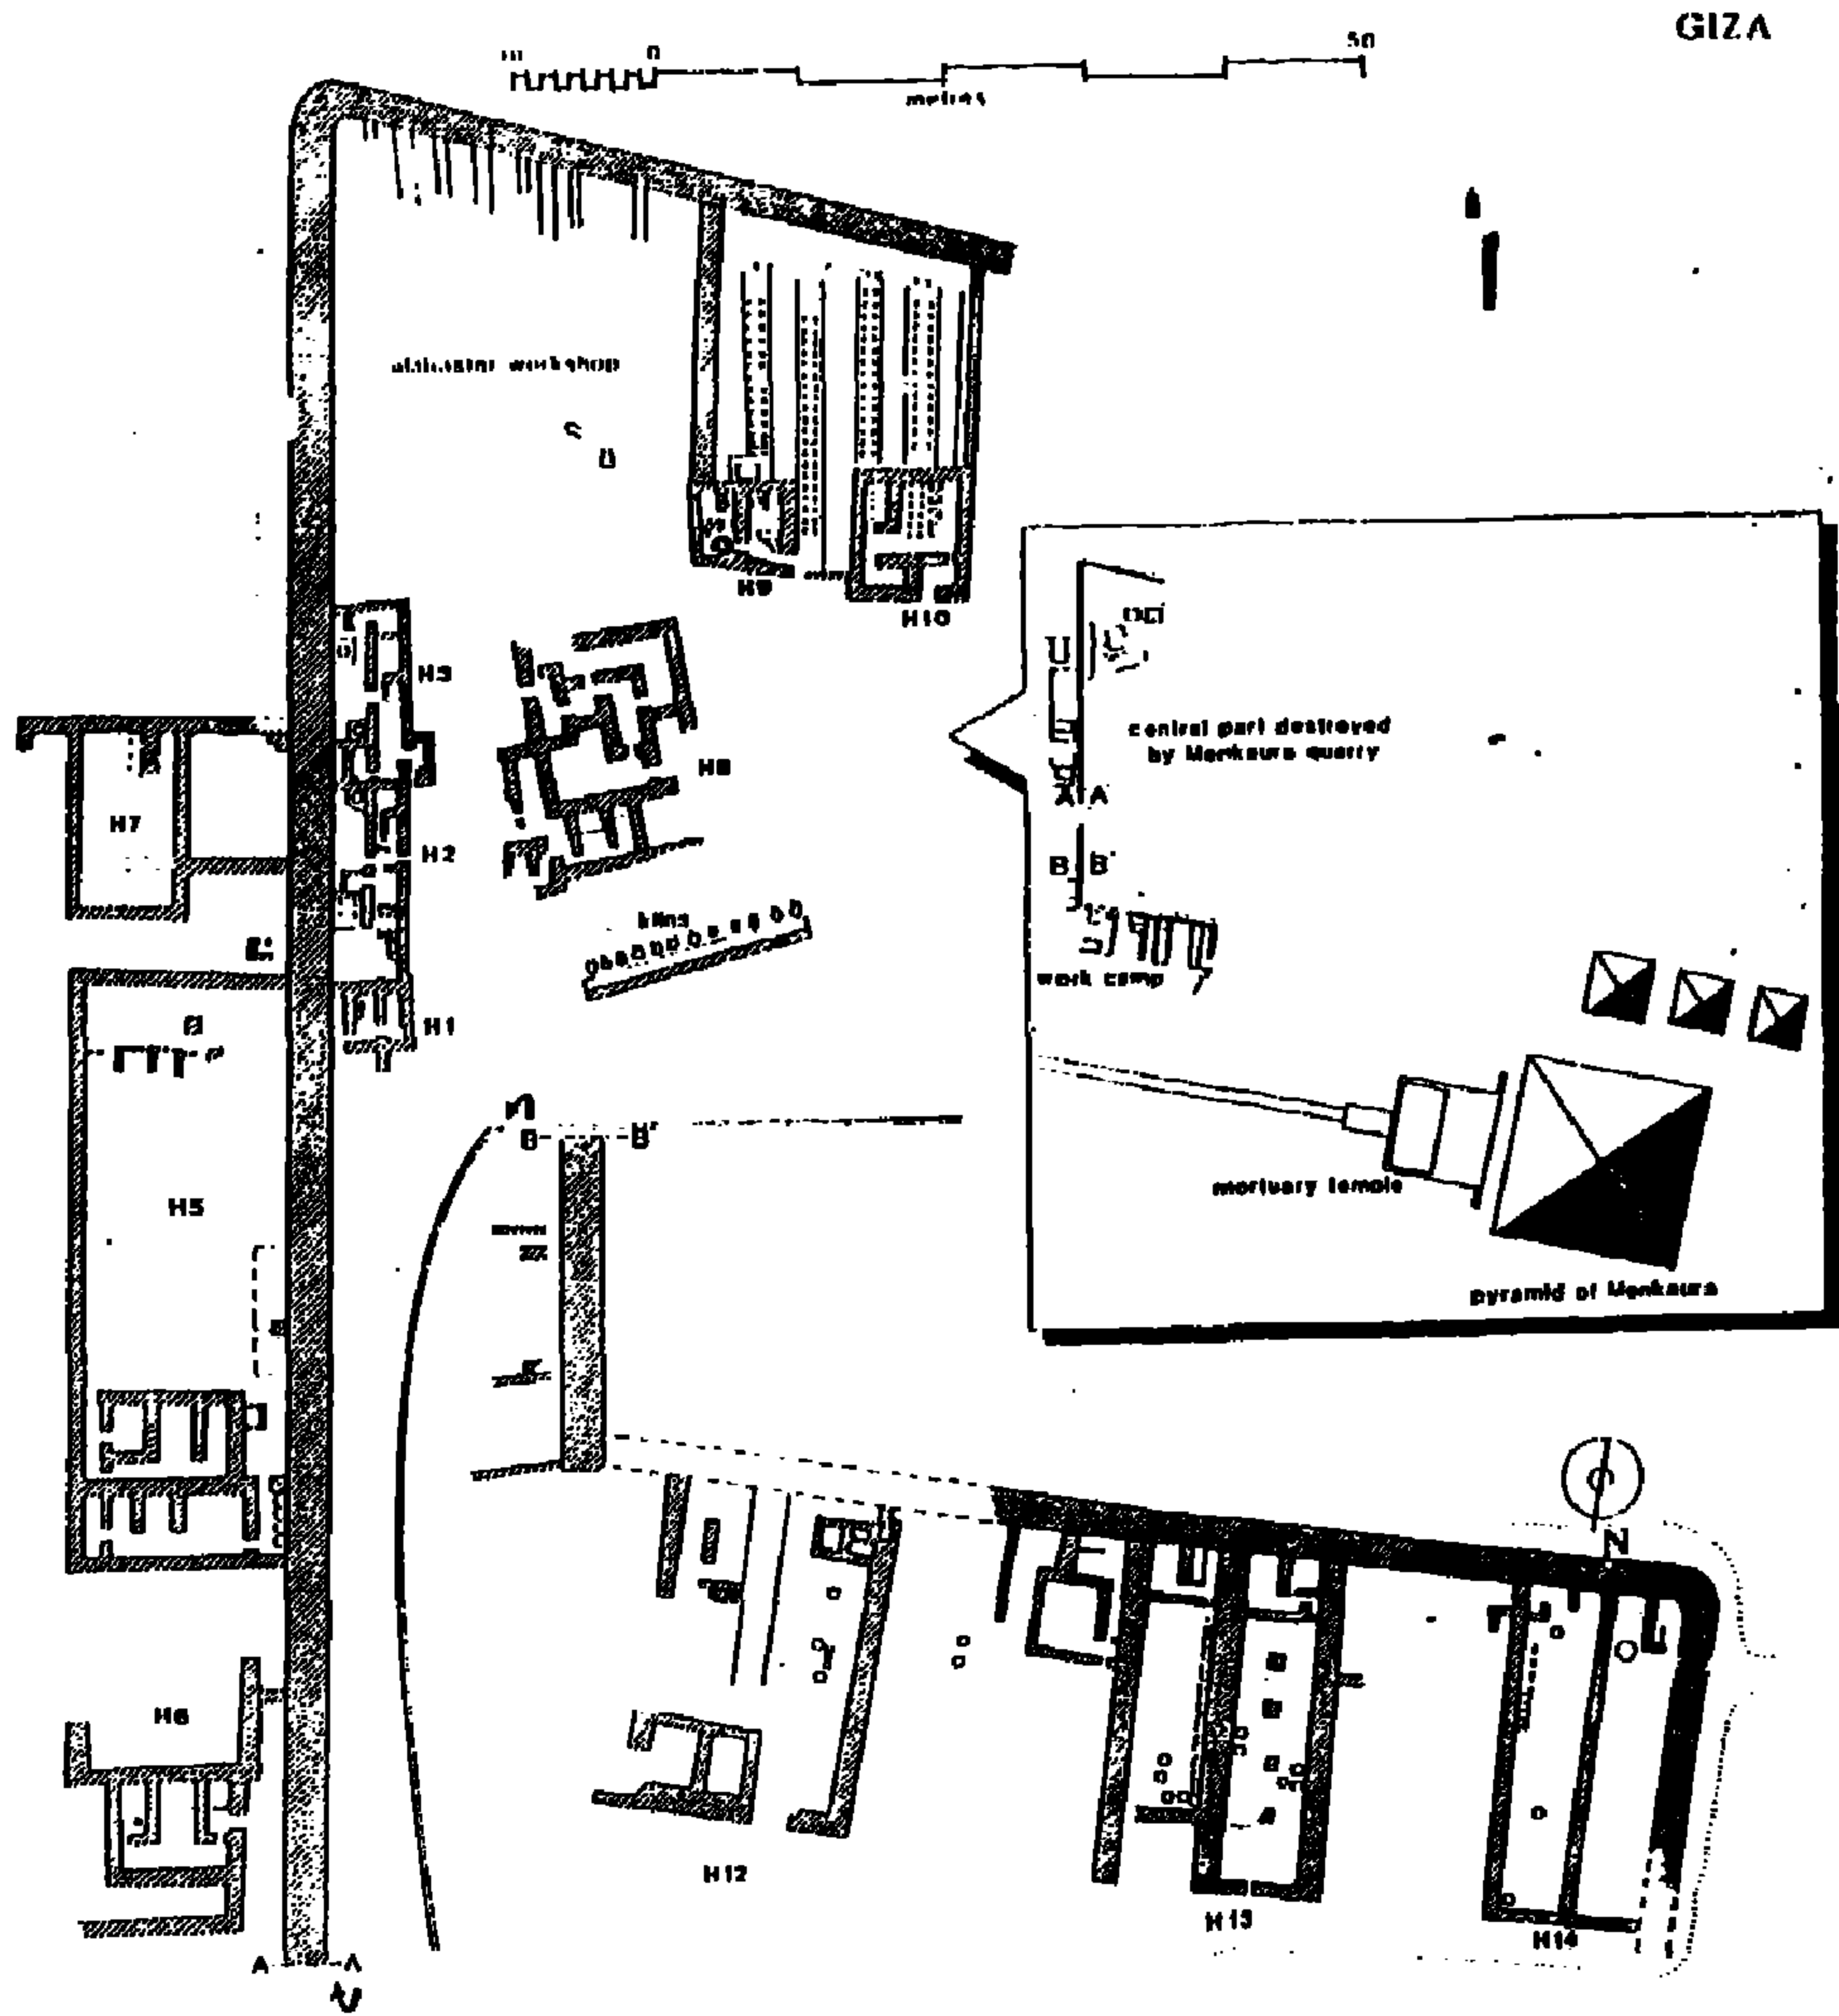 GIZA
10 0 50
metres
alabaster workshop
H9
H10
H3
H7
H8
H2
kilns
H1
H5
B B'
H6
A A
H12
H13
H14
N
central part destroyed
by Menkaura quarry
A A
B B'
work camp
mortuary temple
pyramid of Menkaura